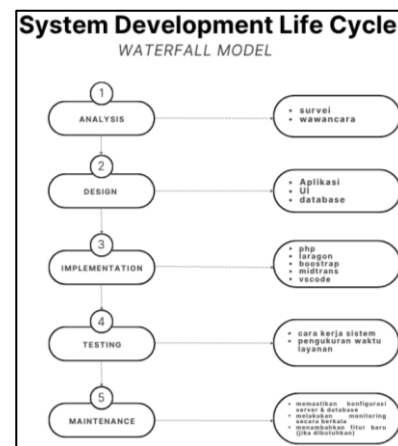 System Development Life Cycle
WATERFALL MODEL
1
ANALYSIS
• survei
• wawancara
2
DESIGN
• Aplikasi
• UI
• database
3
IMPLEMENTATION
• php
• laragon
• boostrap
• midtrans
• vscode
4
TESTING
• cara kerja sistem
• pengukuran waktu
layanan
5
MAINTENANCE
• memastikan konfigurasi
server & database
• melakukan monitoring
secara berkala
• menambahkan fitur baru
(jika dibutuhkan)